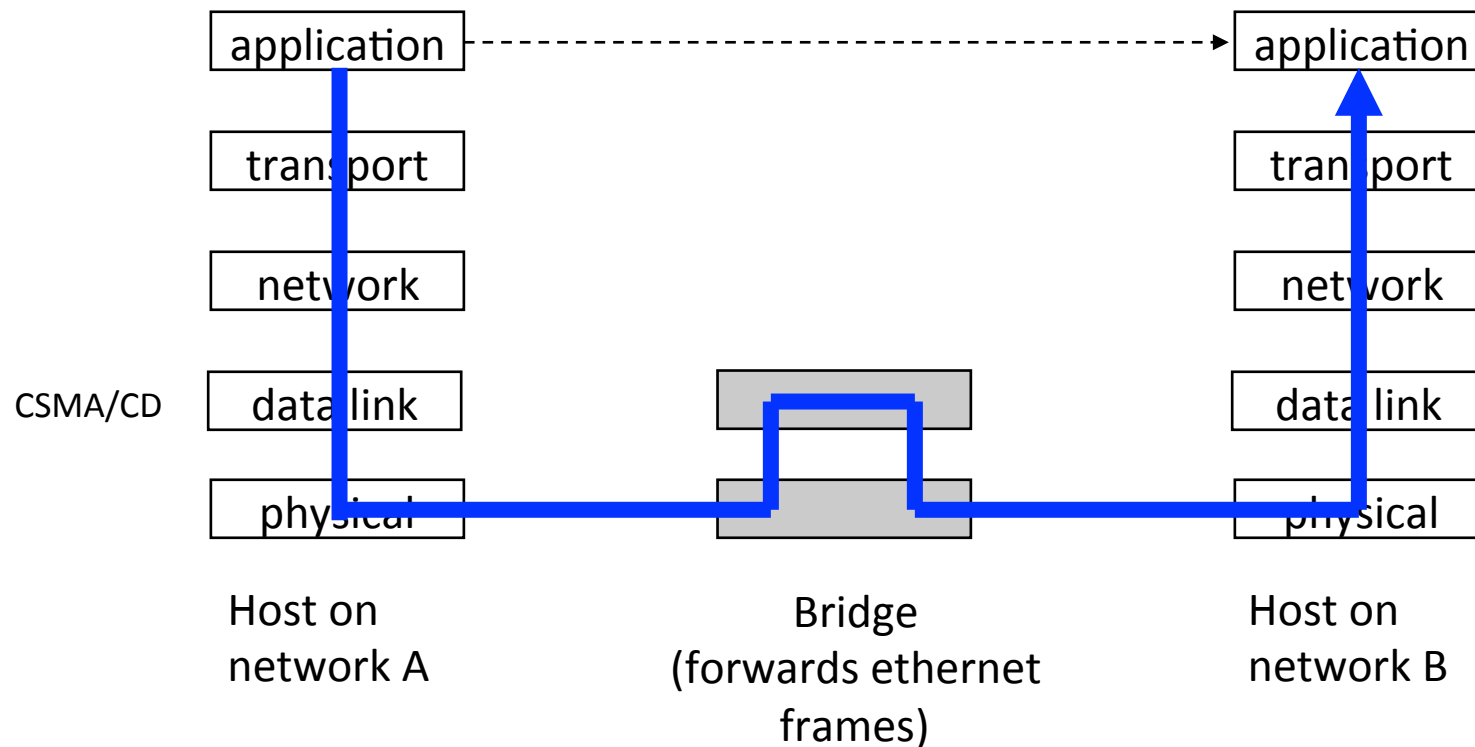 application
application
transport
transport
network
network
CSMA/CD
data link
data link
physical
physical
Host on
network A
Bridge
(forwards ethernet
frames)
Host on
network B